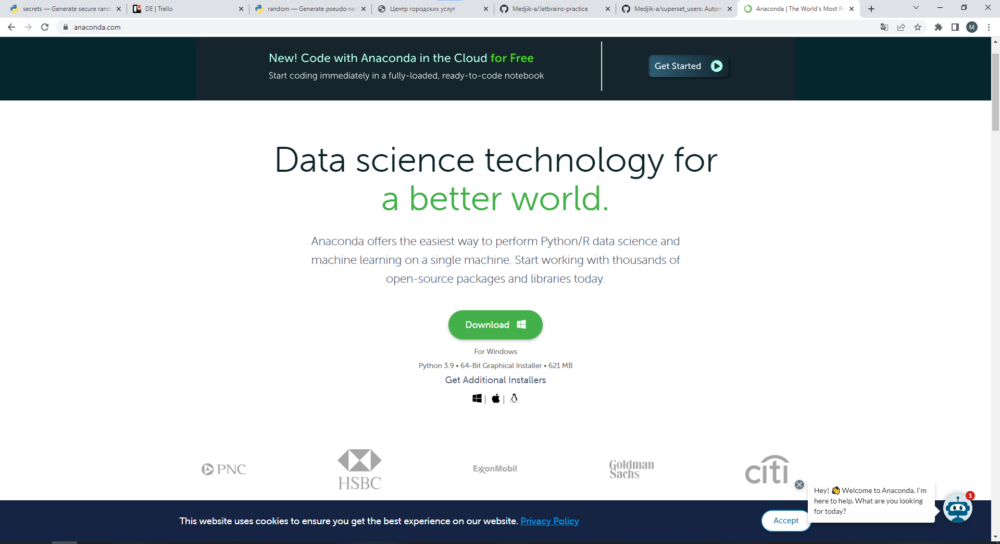 secrets — Generate secure rand
DE | Trello
random — Generate pseudo-rar
Центр городских услуг
Medjik-a/Jetbrains-practice
Medjik-a/superset_users: Autom
Anaconda | The World's Most Po
anaconda.com
M
New! Code with Anaconda in the Cloud for Free
Start coding immediately in a fully-loaded, ready-to-code notebook
Get Started
Data science technology for
a better world.
Anaconda offers the easiest way to perform Python/R data science and
machine learning on a single machine. Start working with thousands of
open-source packages and libraries today.
Download
For Windows
Python 3.9 • 64-Bit Graphical Installer • 621 MB
Get Additional Installers
| |
PNC
HSBC
ExxonMobil
Goldman
Sachs
citi
Hey! 👋 Welcome to Anaconda. I'm
here to help. What are you looking
for today?
1
This website uses cookies to ensure you get the best experience on our website. Privacy Policy
Accept